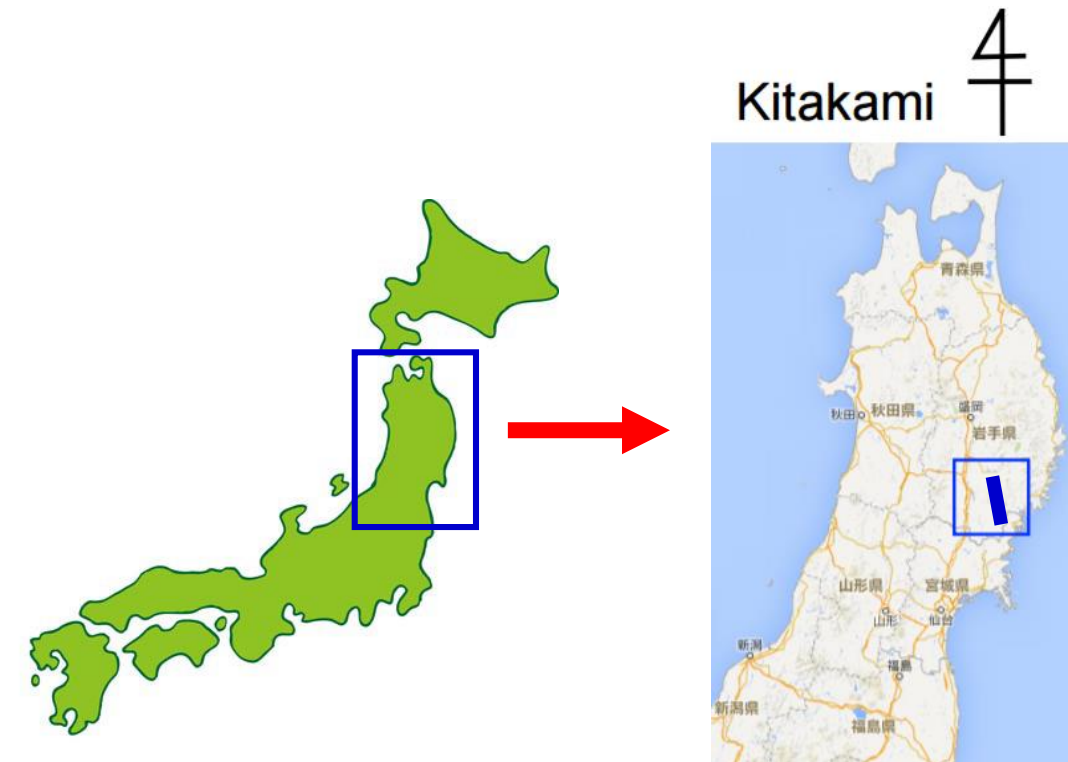 Kitakami
青森県
秋田
秋田県
盛岡
岩手県
山形県
宮城県
山形
仙台
新潟
福島
新潟県
福島県